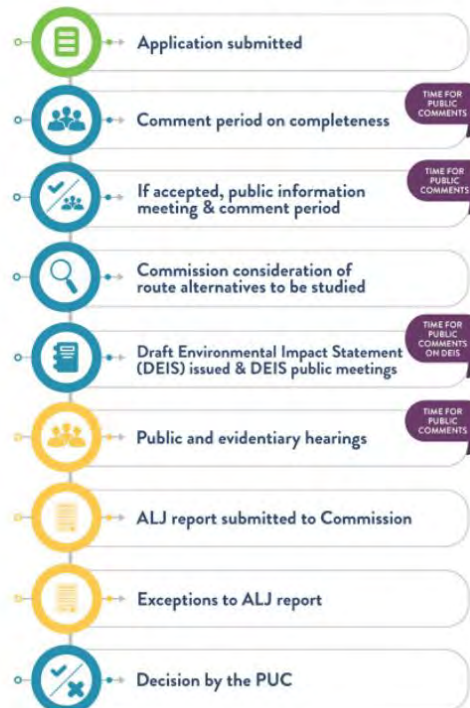 Application submitted
TIME FOR
PUBLIC
COMMENTS
Comment period on completeness
TIME FOR
PUBLIC
COMMENTS
If accepted, public information
meeting & comment period
Commission consideration of
route alternatives to be studied
TIME FOR
PUBLIC
COMMENTS
ON DEIS
Draft Environmental Impact Statement
(DEIS) issued & DEIS public meetings
TIME FOR
PUBLIC
COMMENTS
Public and evidentiary hearings
ALJ report submitted to Commission
Exceptions to ALJ report
Decision by the PUC